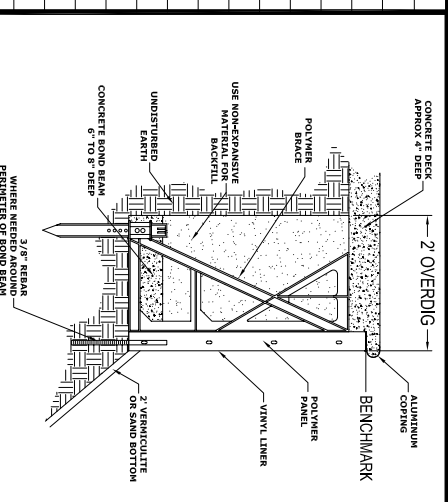 CONCRETE DECK
APPROX 4" DEEP
2' OVERDIG
ALUMINUM
COPING
BENCHMARK
POLYMER
BRACE
POLYMER
PANEL
USE NON-EXPANSIVE
MATERIAL FOR
BACKFILL
VINYL LINER
UNDISTURBED
EARTH
CONCRETE BOND BEAM
6" TO 8" DEEP
2' VERMICULITE
OR SAND BOTTOM
3/8" REBAR
WHERE NEEDED AROUND
PERIMETER OF BOND BEAM